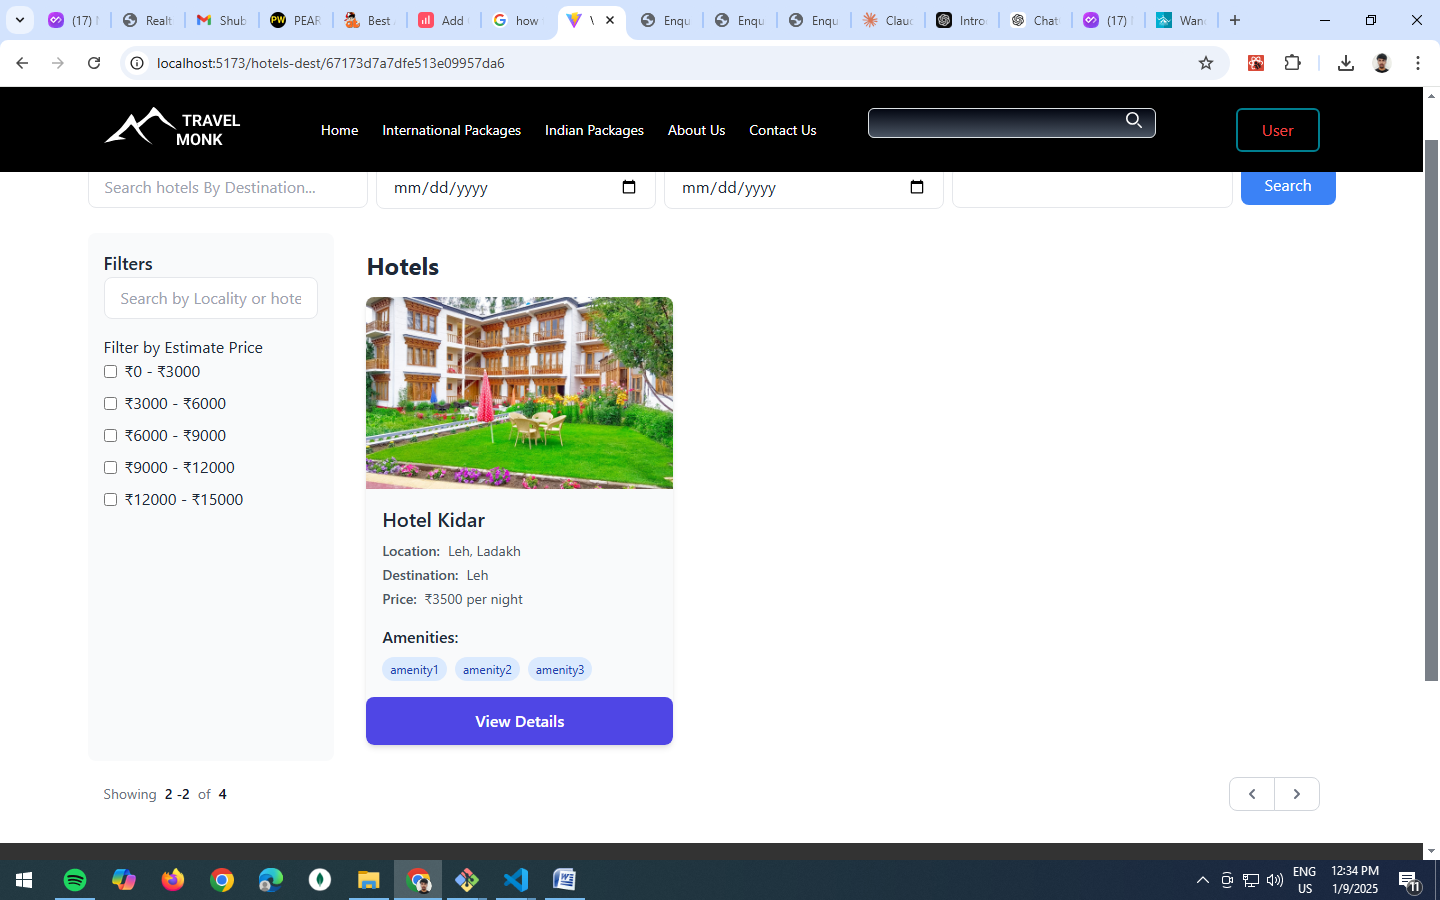 (17)
Realt
Shub
PW
PEAR
Best
Add
how
Enqu
Enqu
Enqu
Clau
Intro
Chat
(17)
Wan
localhost:5173/hotels-dest/67173d7a7dfe513e09957da6
TRAVEL
MONK
Home
International Packages
Indian Packages
About Us
Contact Us
User
Search hotels By Destination...
mm/dd/yyyy
mm/dd/yyyy
Search
Filters
Search by Locality or hote
Filter by Estimate Price
₹0 - ₹3000
₹3000 - ₹6000
₹6000 - ₹9000
₹9000 - ₹12000
₹12000 - ₹15000
Hotels
Hotel Kidar
Location: Leh, Ladakh
Destination: Leh
Price: ₹3500 per night
Amenities:
amenity1
amenity2
amenity3
View Details
Showing 2 -2 of 4
ENG
US
12:34 PM
1/9/2025
11